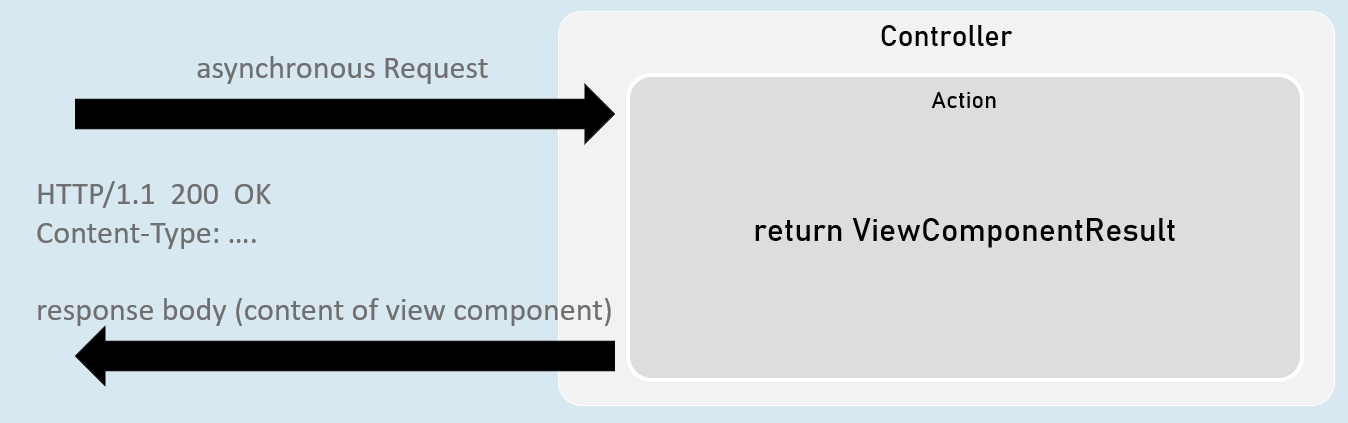 Controller
asynchronous Request
Action
HTTP/1.1 200 OK
Content-Type: ....
return ViewComponentResult
response body (content of view component)